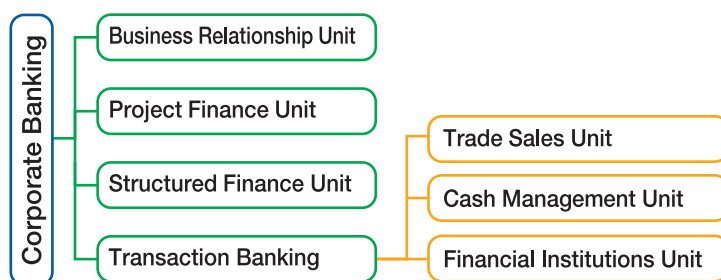 Corporate Banking
Business Relationship Unit
Project Finance Unit
Structured Finance Unit
Transaction Banking
Trade Sales Unit
Cash Management Unit
Financial Institutions Unit